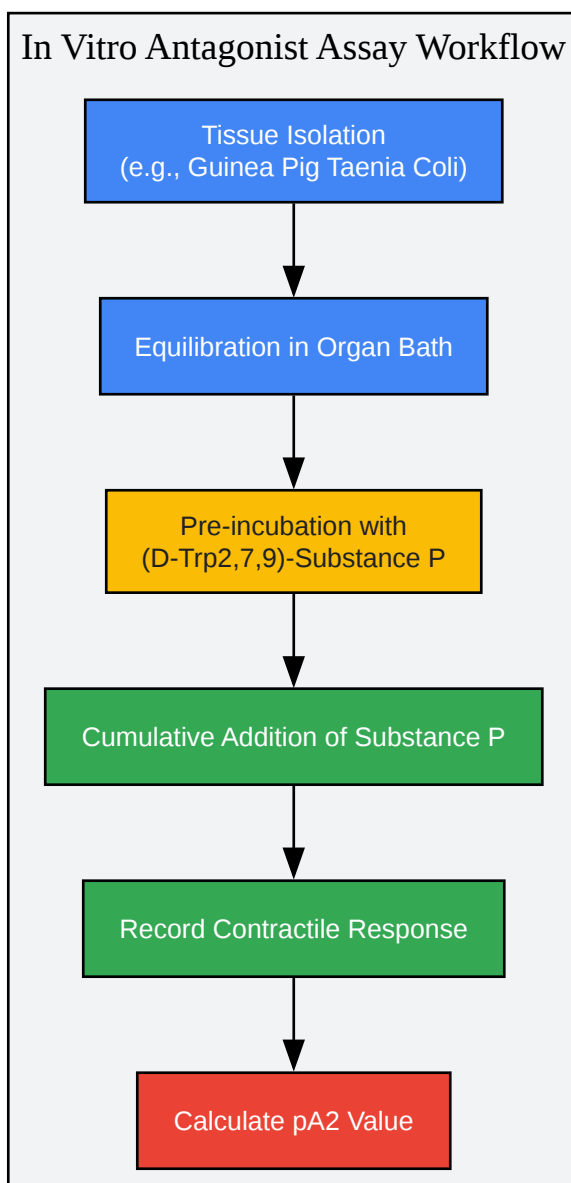 In Vitro Antagonist Assay Workflow
Tissue Isolation
(e.g., Guinea Pig Taenia Coli)
Equilibration in Organ Bath
Pre-incubation with
(D-Trp2,7,9)-Substance P
Cumulative Addition of Substance P
Record Contractile Response
Calculate pA2 Value